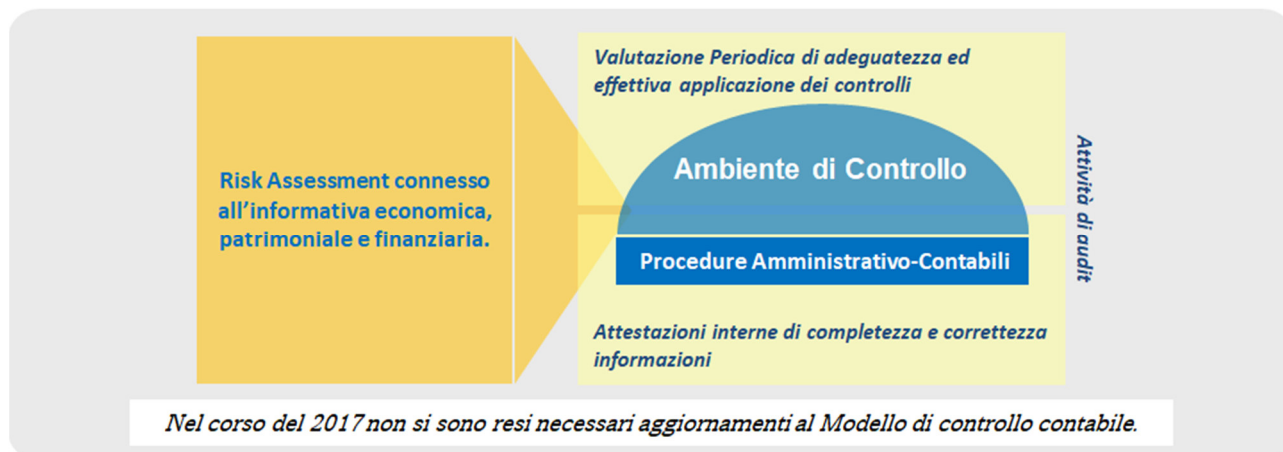 Risk Assessment connesso
all'informativa economica,
patrimoniale e finanziaria.
Valutazione Periodica di adeguatezza ed
effettiva applicazione dei controlli
Ambiente di Controllo
Procedure Amministrativo-Contabili
Attestazioni interne di completezza e correttezza
informazioni
Attività di audit
Nel corso del 2017 non si sono resi necessari aggiornamenti al Modello di controllo contabile.